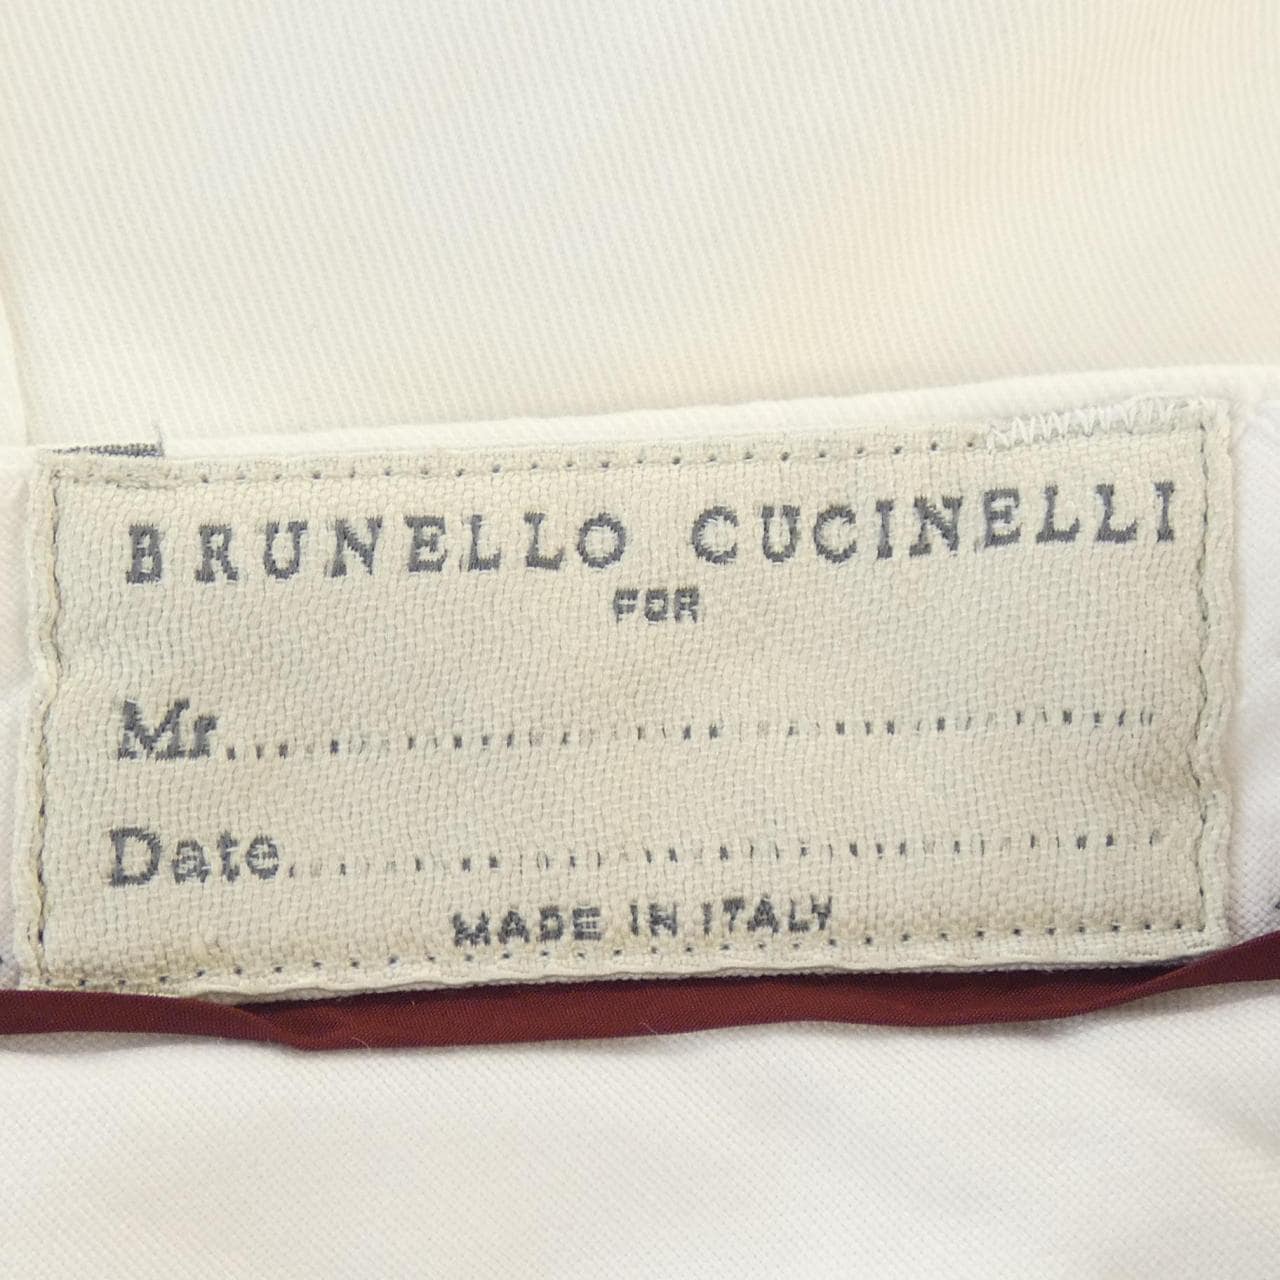 BRUNELLO CUCINELLI
FOR
Mr.......................................................
Date.......................................................
MADE IN ITALY